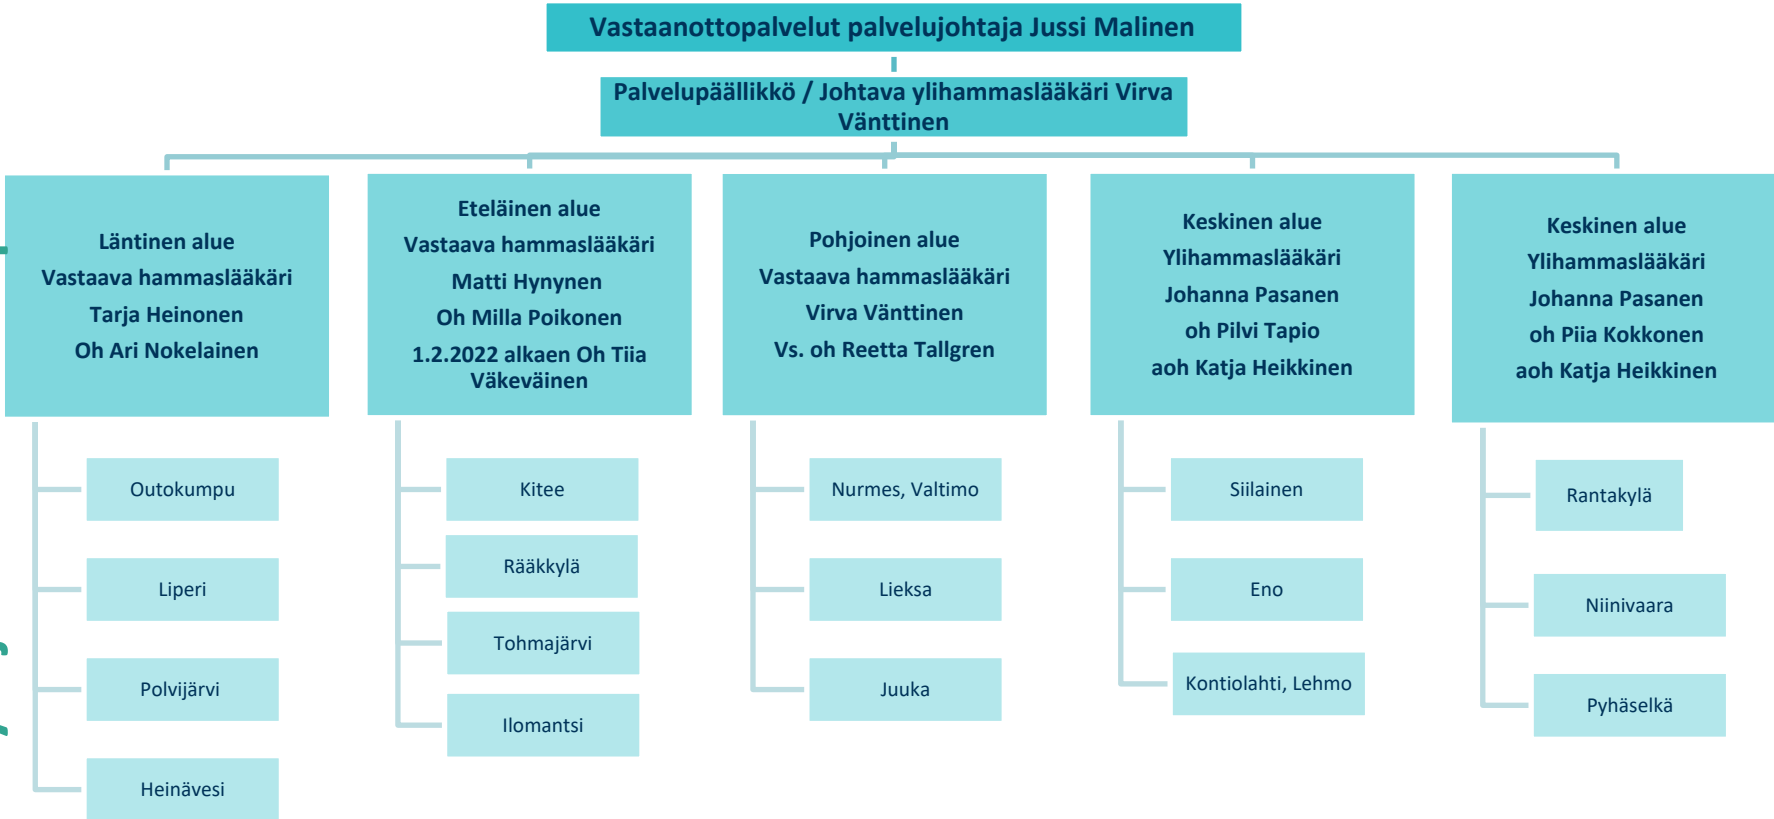 Vastaanottopalvelut palvelujohtaja Jussi Malinen
Palvelupäällikkö / Johtava ylihammaslääkäri Virva
Vänttinen
Läntinen alue
Vastaava hammaslääkäri
Tarja Heinonen
Oh Ari Nokelainen
Outokumpu
Liperi
Polvijärvi
Heinävesi
Eteläinen alue
Vastaava hammaslääkäri
Matti Hynynen
Oh Milla Poikonen
1.2.2022 alkaen Oh Tiia
Väkeväinen
Kitee
Rääkkylä
Tohmajärvi
Ilomantsi
Pohjoinen alue
Vastaava hammaslääkäri
Virva Vänttinen
Vs. oh Reetta Tallgren
Nurmes, Valtimo
Lieksa
Juuka
Keskinen alue
Ylihammaslääkäri
Johanna Pasanen
oh Pilvi Tapio
aoh Katja Heikkinen
Siilainen
Eno
Kontiolahti, Lehmo
Keskinen alue
Ylihammaslääkäri
Johanna Pasanen
oh Piia Kokkonen
aoh Katja Heikkinen
Rantakylä
Niinivaara
Pyhäselkä